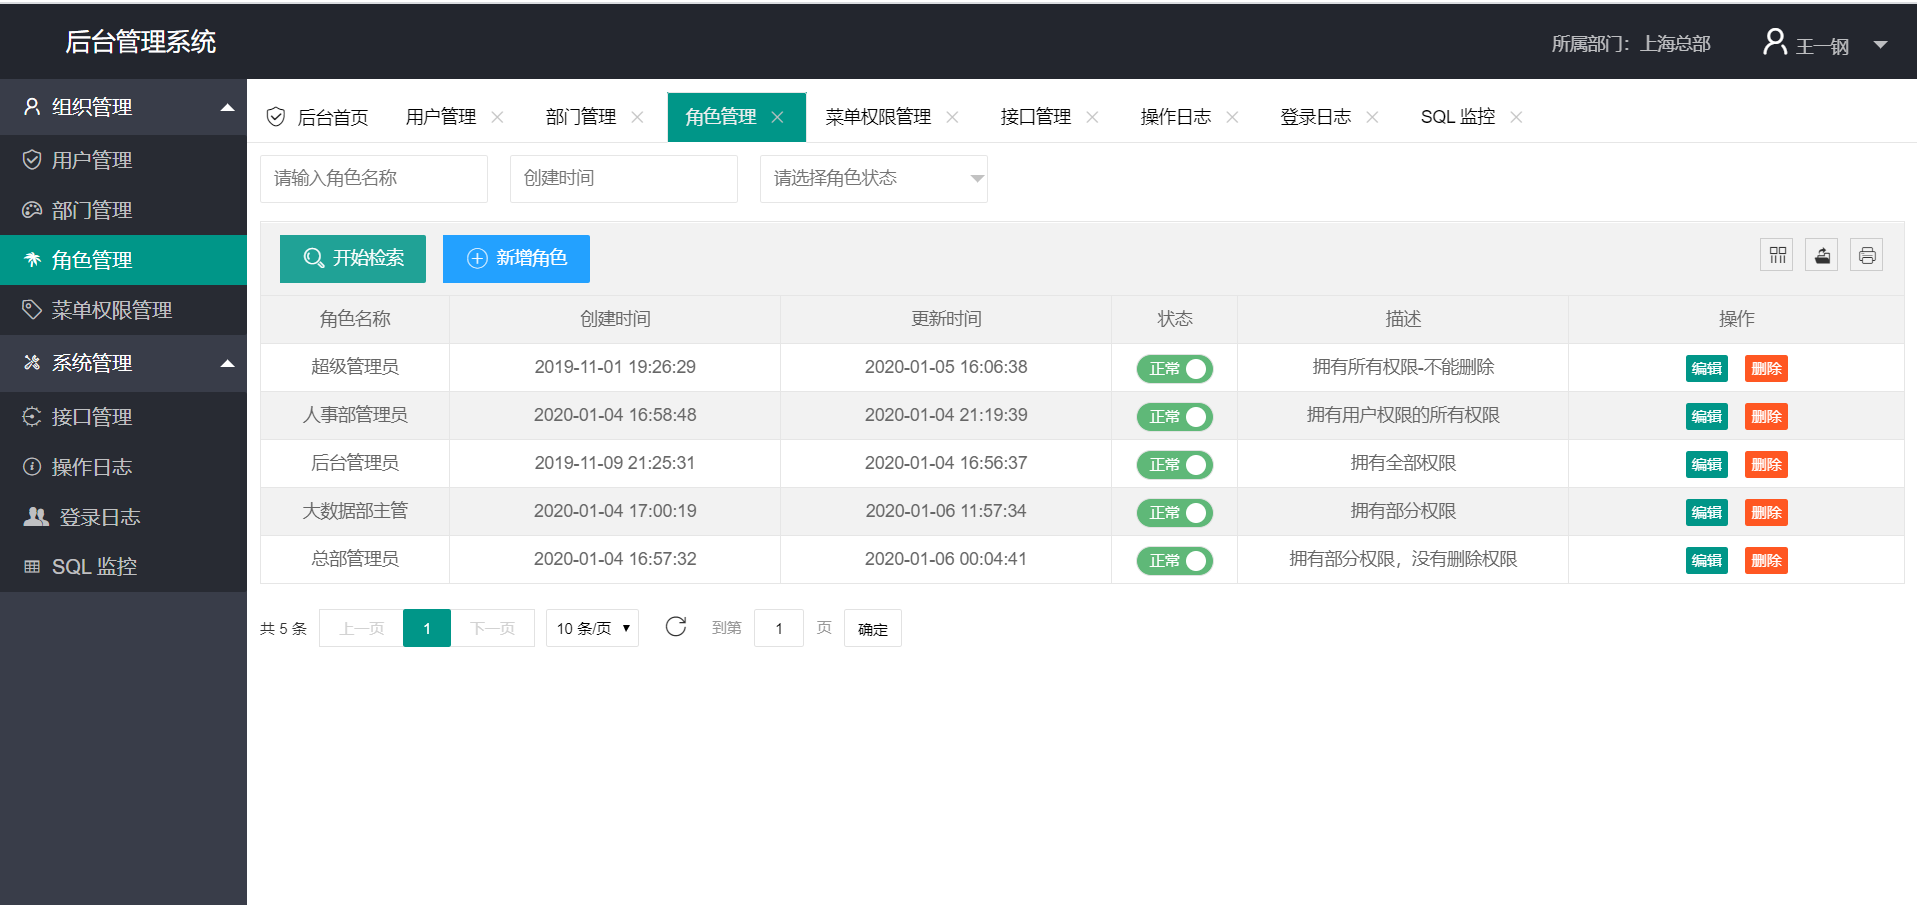 后台管理系统
所属部门：上海总部
王一钢
组织管理
用户管理
部门管理
角色管理
菜单权限管理
系统管理
接口管理
操作日志
登录日志
SQL 监控
后台首页 用户管理 部门管理 角色管理 菜单权限管理 接口管理 操作日志 登录日志 SQL 监控
请输入角色名称 创建时间 请选择角色状态
开始检索 新增角色
角色名称 创建时间 更新时间 状态 描述 操作
超级管理员 2019-11-01 19:26:29 2020-01-05 16:06:38 正常 拥有所有权限-不能删除 编辑 删除
人事部管理员 2020-01-04 16:58:48 2020-01-04 21:19:39 正常 拥有用户权限的所有权限 编辑 删除
后台管理员 2019-11-09 21:25:31 2020-01-04 16:56:37 正常 拥有全部权限 编辑 删除
大数据部主管 2020-01-04 17:00:19 2020-01-06 11:57:34 正常 拥有部分权限 编辑 删除
总部管理员 2020-01-04 16:57:32 2020-01-06 00:04:41 正常 拥有部分权限，没有删除权限 编辑 删除
共 5 条 上一页 1 下一页 10 条/页 到第 1 页 确定